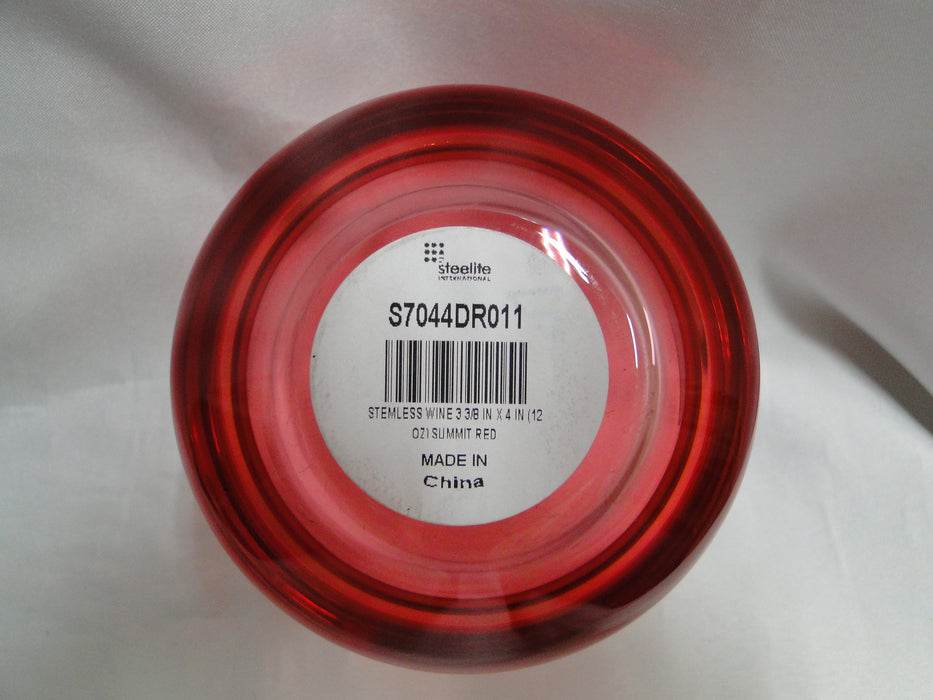 steelite
INTERNATIONAL
S7044DR011
STEMLESS WINE 3 3/8 IN X 4 IN (12
OZ) SUMMIT RED
MADE IN
China